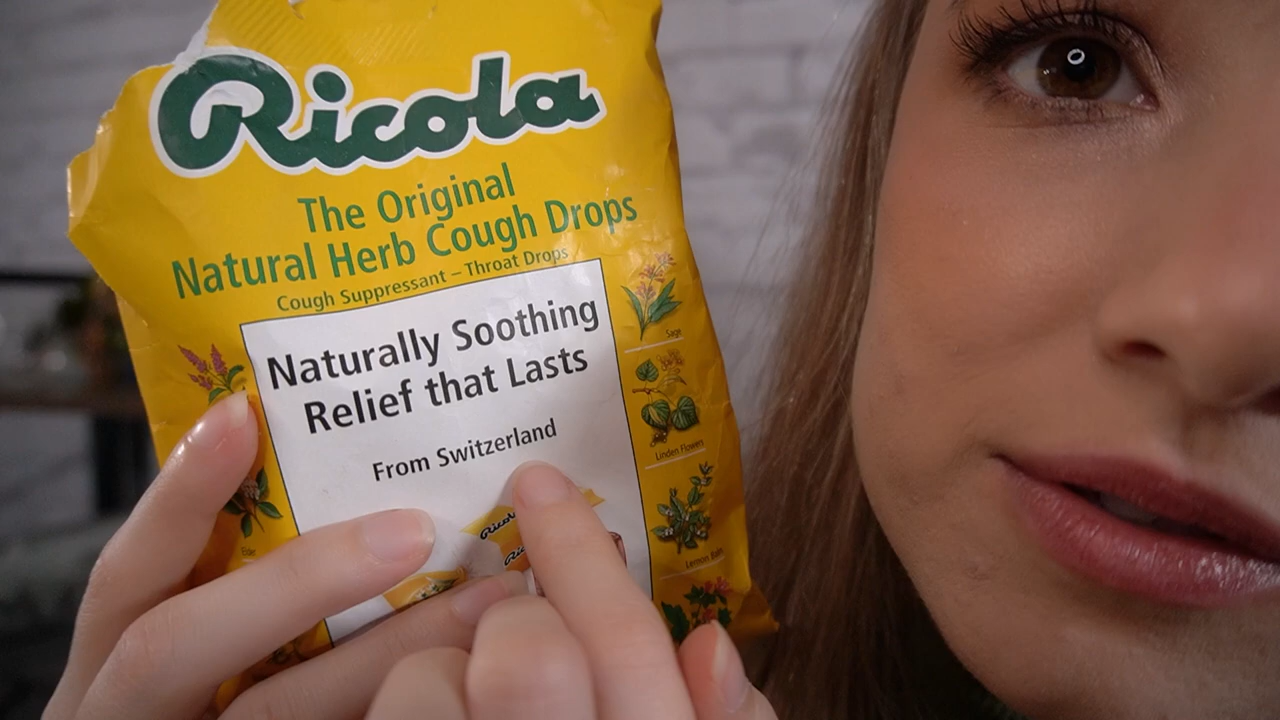 Ricola
The Original
Natural Herb Cough Drops
Cough Suppressant – Throat Drops
Naturally Soothing
Relief that Lasts
From Switzerland
Sage
Linden Flowers
Lemon Balm
Elder